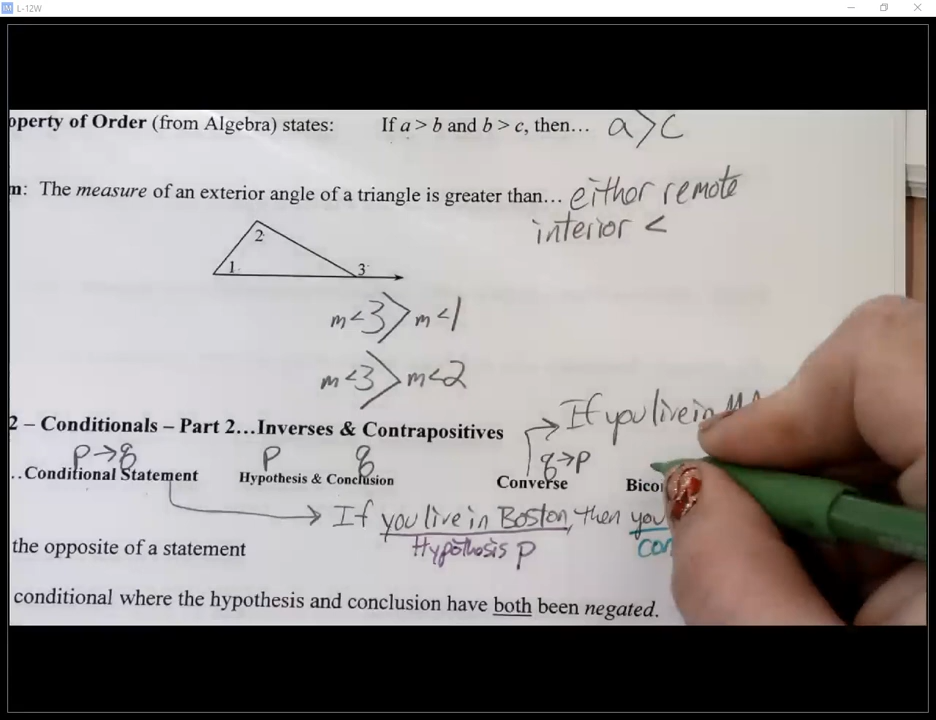 L-12W
operty of Order (from Algebra) states: If a > b and b > c, then... a>c
m: The measure of an exterior angle of a triangle is greater than... either remote
interior <
2
1 3
m<3>m<1
m<3>m<2
2 – Conditionals – Part 2...Inverses & Contrapositives If you live in MA
p→q p q q→p
..Conditional Statement Hypothesis & Conclusion Converse Bico
If you live in Boston, then you
the opposite of a statement Hypothesis p con
conditional where the hypothesis and conclusion have both been negated.